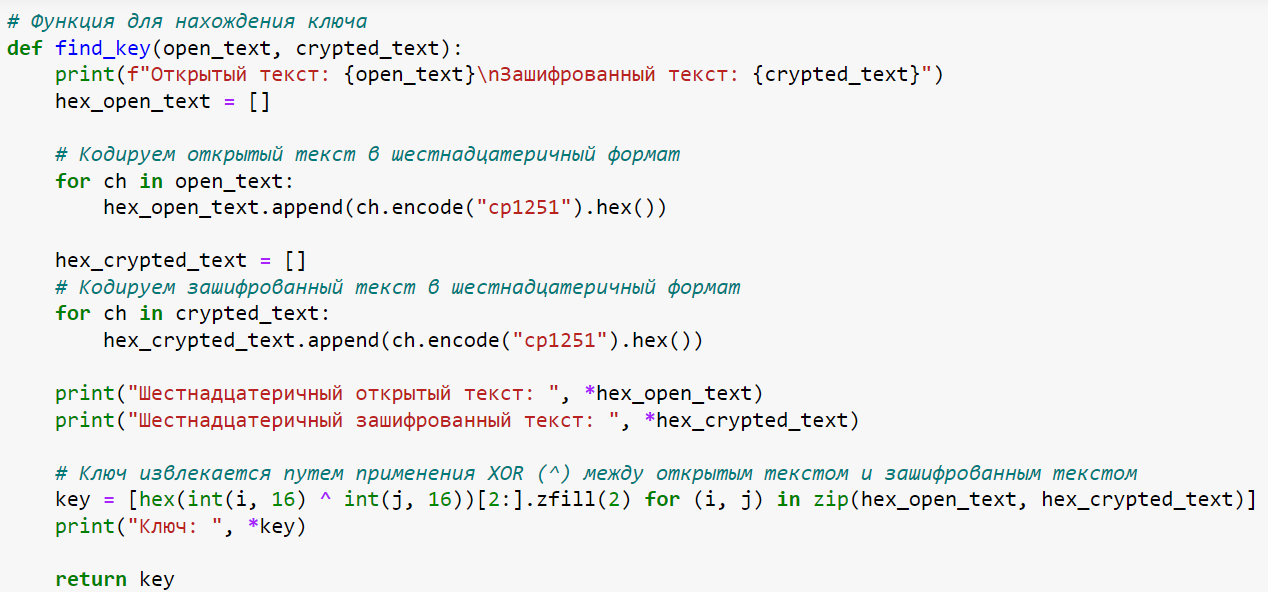 # Функция для нахождения ключа
def find_key(open_text, crypted_text):
    print(f"Открытый текст: {open_text}\nЗашифрованный текст: {crypted_text}")
    hex_open_text = []

    # Кодируем открытый текст в шестнадцатеричный формат
    for ch in open_text:
        hex_open_text.append(ch.encode("cp1251").hex())

    hex_crypted_text = []
    # Кодируем зашифрованный текст в шестнадцатеричный формат
    for ch in crypted_text:
        hex_crypted_text.append(ch.encode("cp1251").hex())

    print("Шестнадцатеричный открытый текст: ", *hex_open_text)
    print("Шестнадцатеричный зашифрованный текст: ", *hex_crypted_text)

    # Ключ извлекается путем применения XOR (^) между открытым текстом и зашифрованным текстом
    key = [hex(int(i, 16) ^ int(j, 16))[2:].zfill(2) for (i, j) in zip(hex_open_text, hex_crypted_text)]
    print("Ключ: ", *key)

    return key